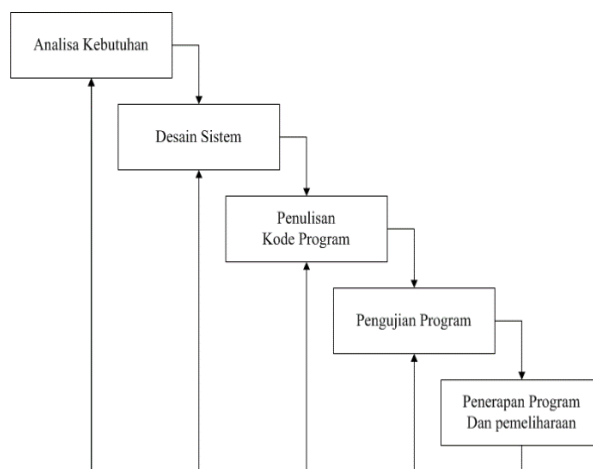 Analisa Kebutuhan
Desain Sistem
Penulisan
Kode Program
Pengujian Program
Penerapan Program
Dan pemeliharaan